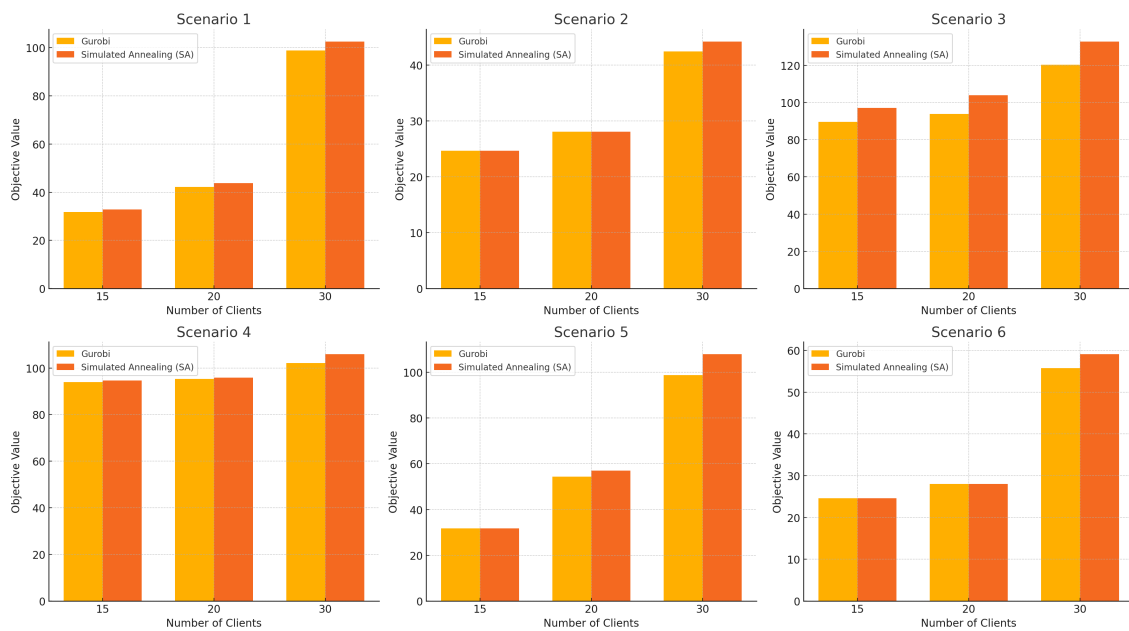 Scenario 1
Gurobi
Simulated Annealing (SA)
Objective Value
100
80
60
40
20
0
15
20
30
Number of Clients
Scenario 2
Gurobi
Simulated Annealing (SA)
Objective Value
40
30
20
10
0
15
20
30
Number of Clients
Scenario 3
Gurobi
Simulated Annealing (SA)
Objective Value
120
100
80
60
40
20
0
15
20
30
Number of Clients
Scenario 4
Gurobi
Simulated Annealing (SA)
Objective Value
100
80
60
40
20
0
15
20
30
Number of Clients
Scenario 5
Gurobi
Simulated Annealing (SA)
Objective Value
100
80
60
40
20
0
15
20
30
Number of Clients
Scenario 6
Gurobi
Simulated Annealing (SA)
Objective Value
60
50
40
30
20
10
0
15
20
30
Number of Clients